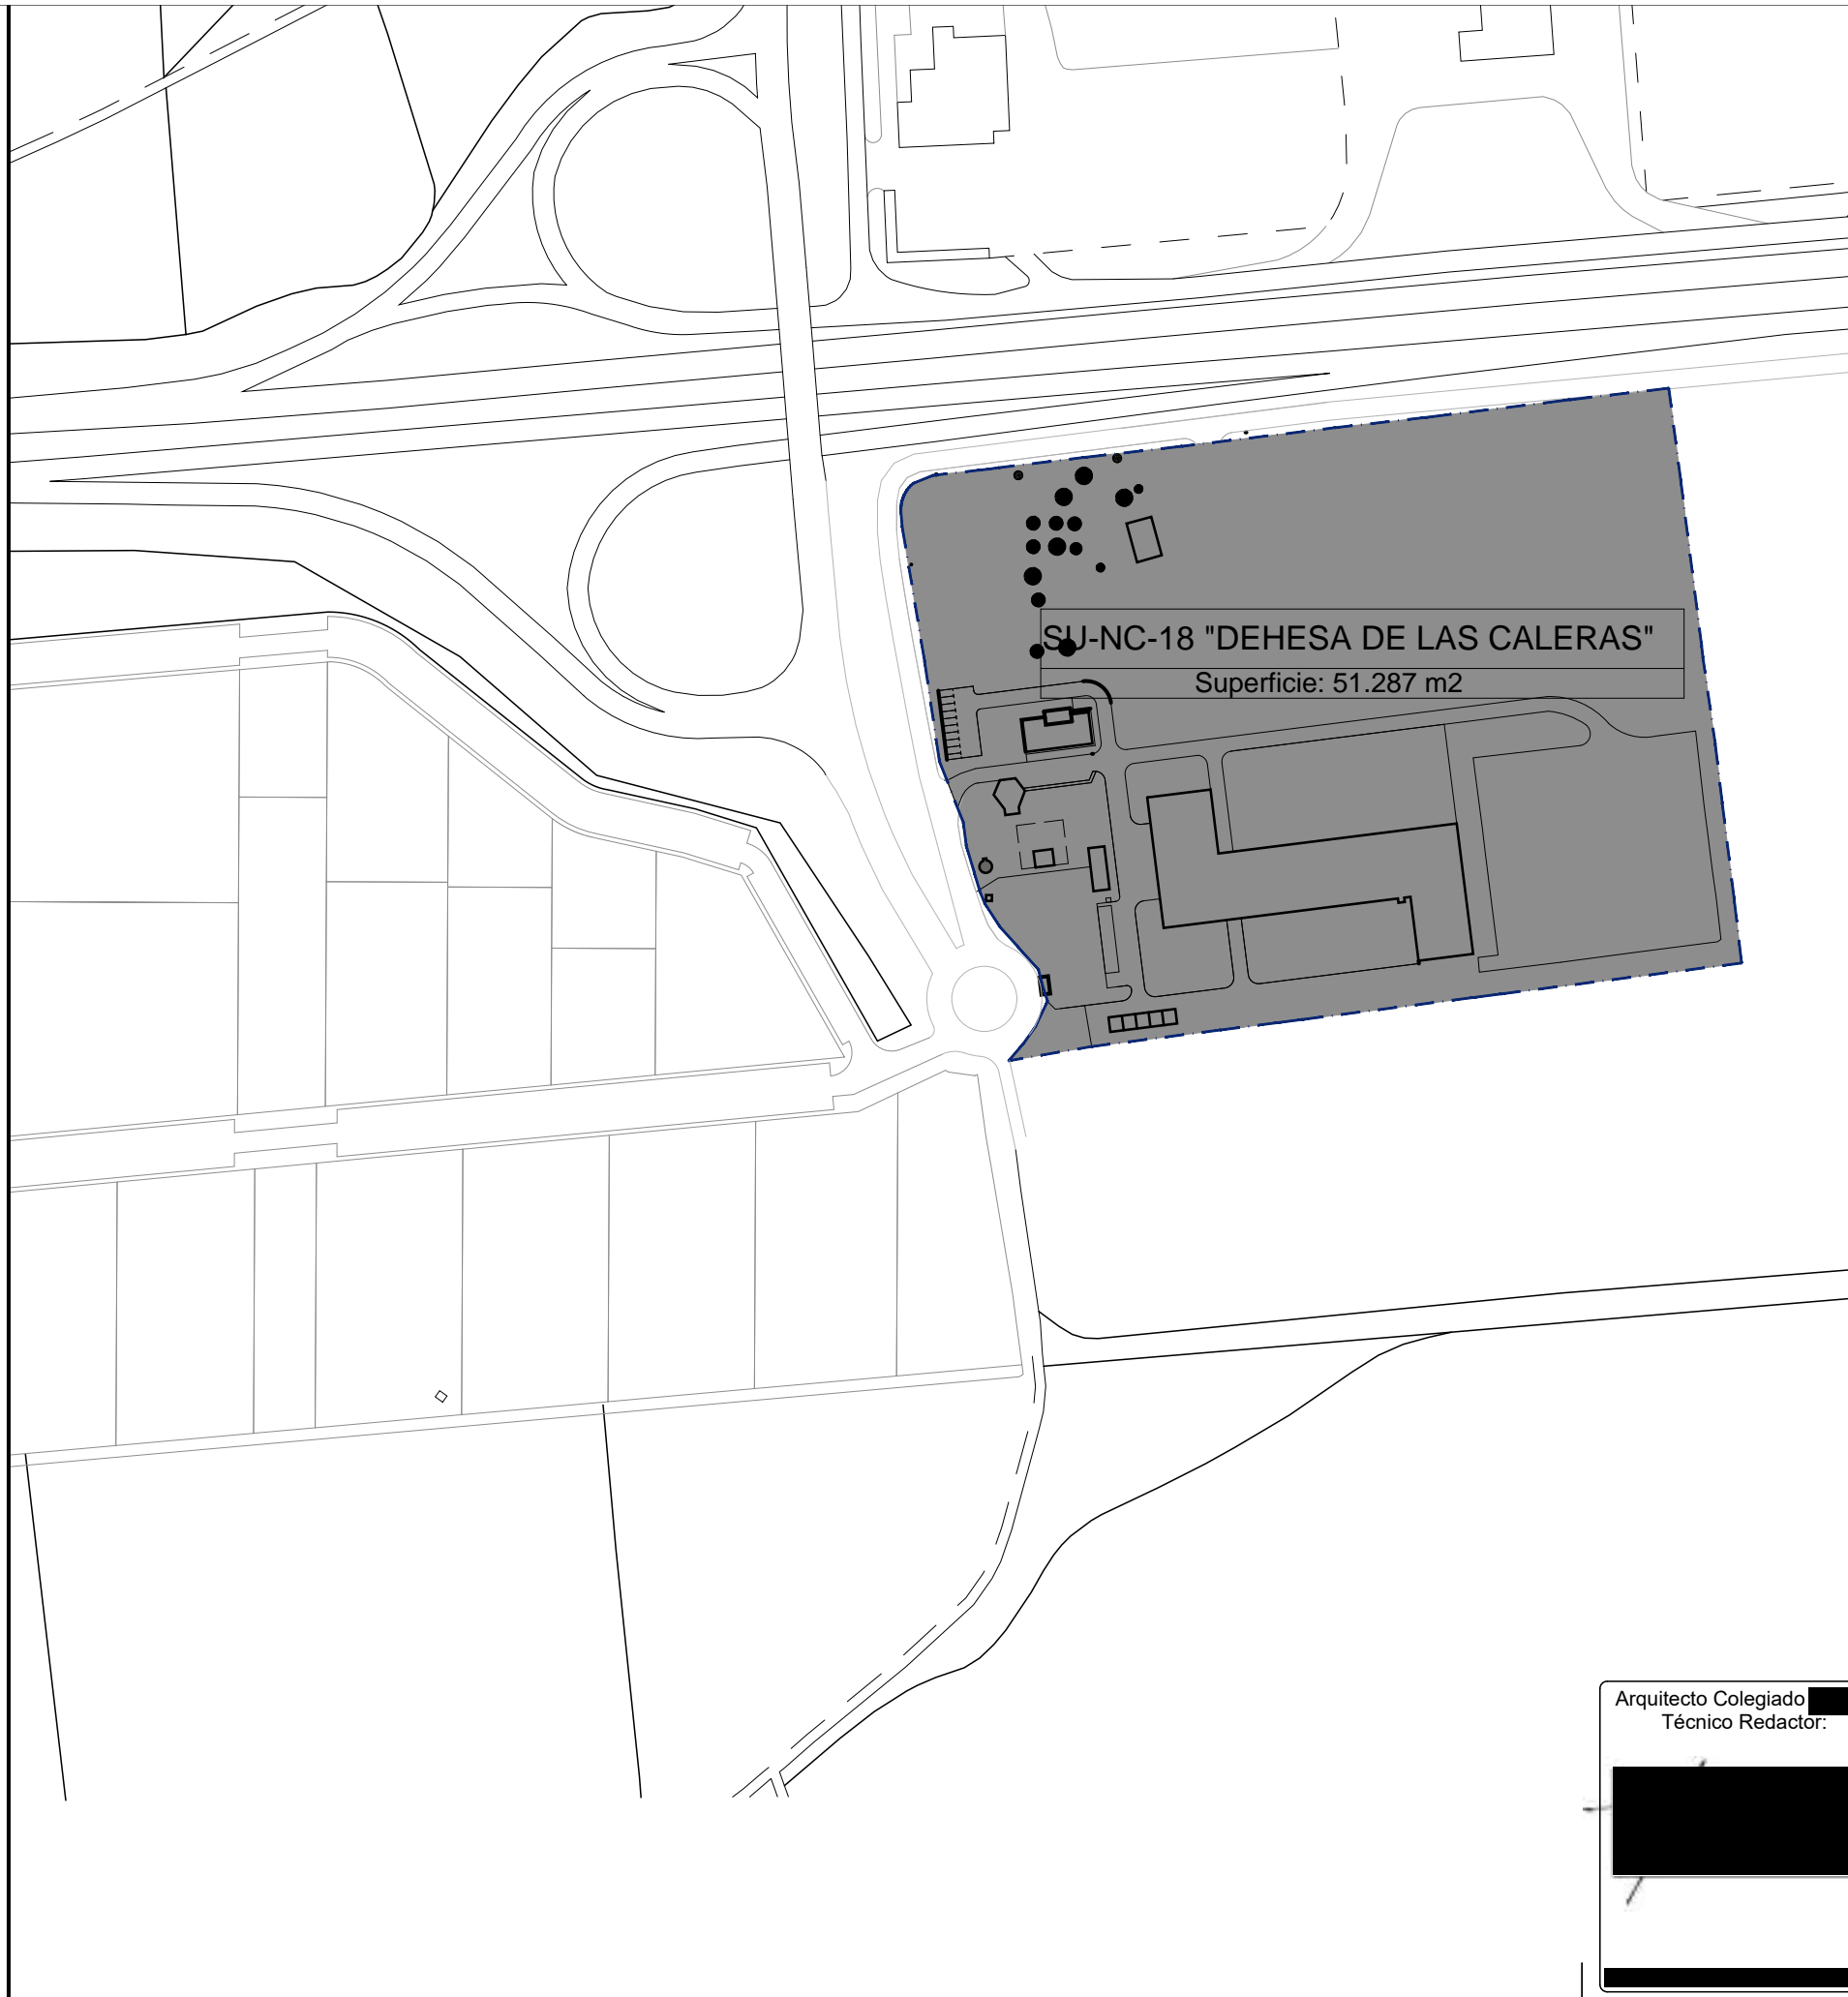 SU-NC-18 "DEHESA DE LAS CALERAS"
Superficie: 51.287 m2
Arquitecto Colegiado
Técnico Redactor: